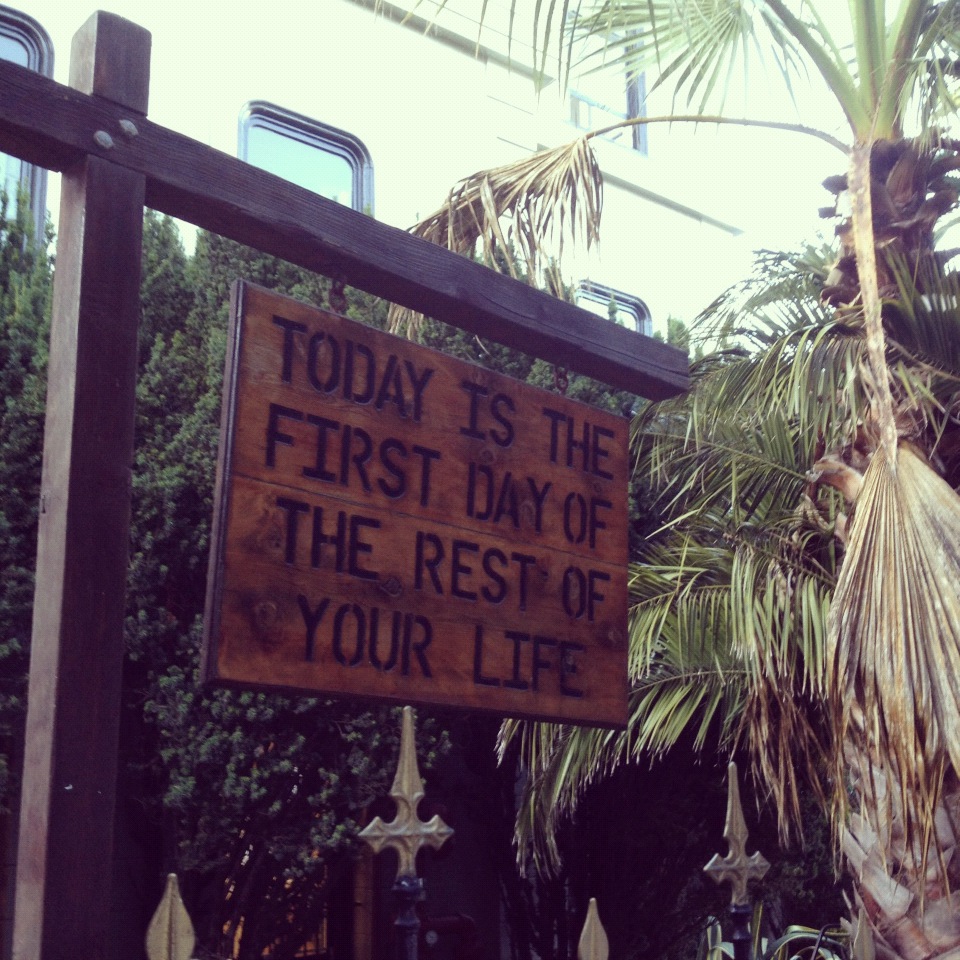 TODAY IS THE
FIRST DAY OF
THE REST OF
YOUR LIFE